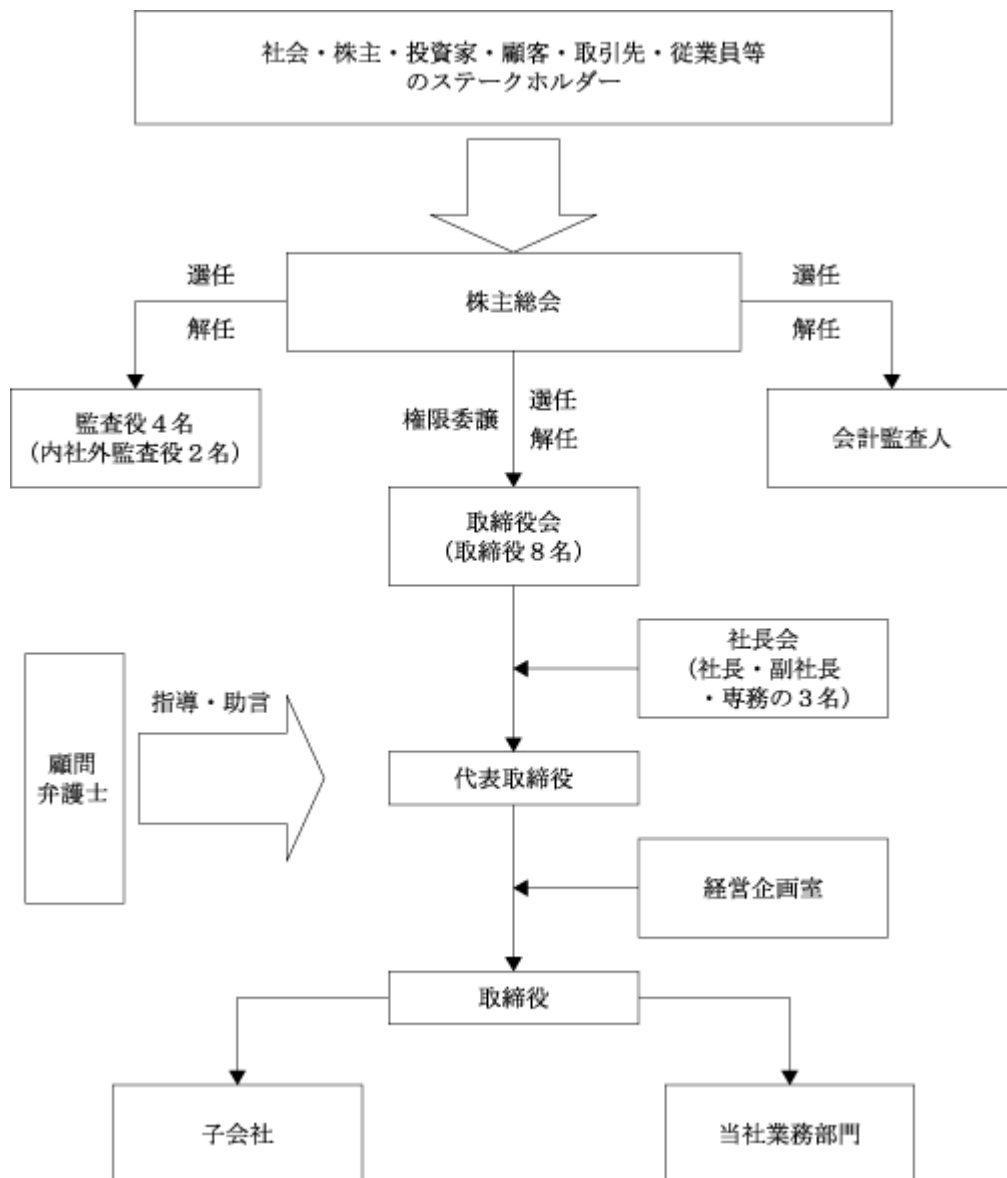 社会・株主・投資家・顧客・取引先・従業員等
のステークホルダー
選任
解任
株主総会
選任
解任
監査役４名
（内社外監査役２名）
権限委譲
選任
解任
会計監査人
取締役会
（取締役８名）
社長会
（社長・副社長
・専務の３名）
指導・助言
顧問
弁護士
代表取締役
経営企画室
取締役
子会社
当社業務部門